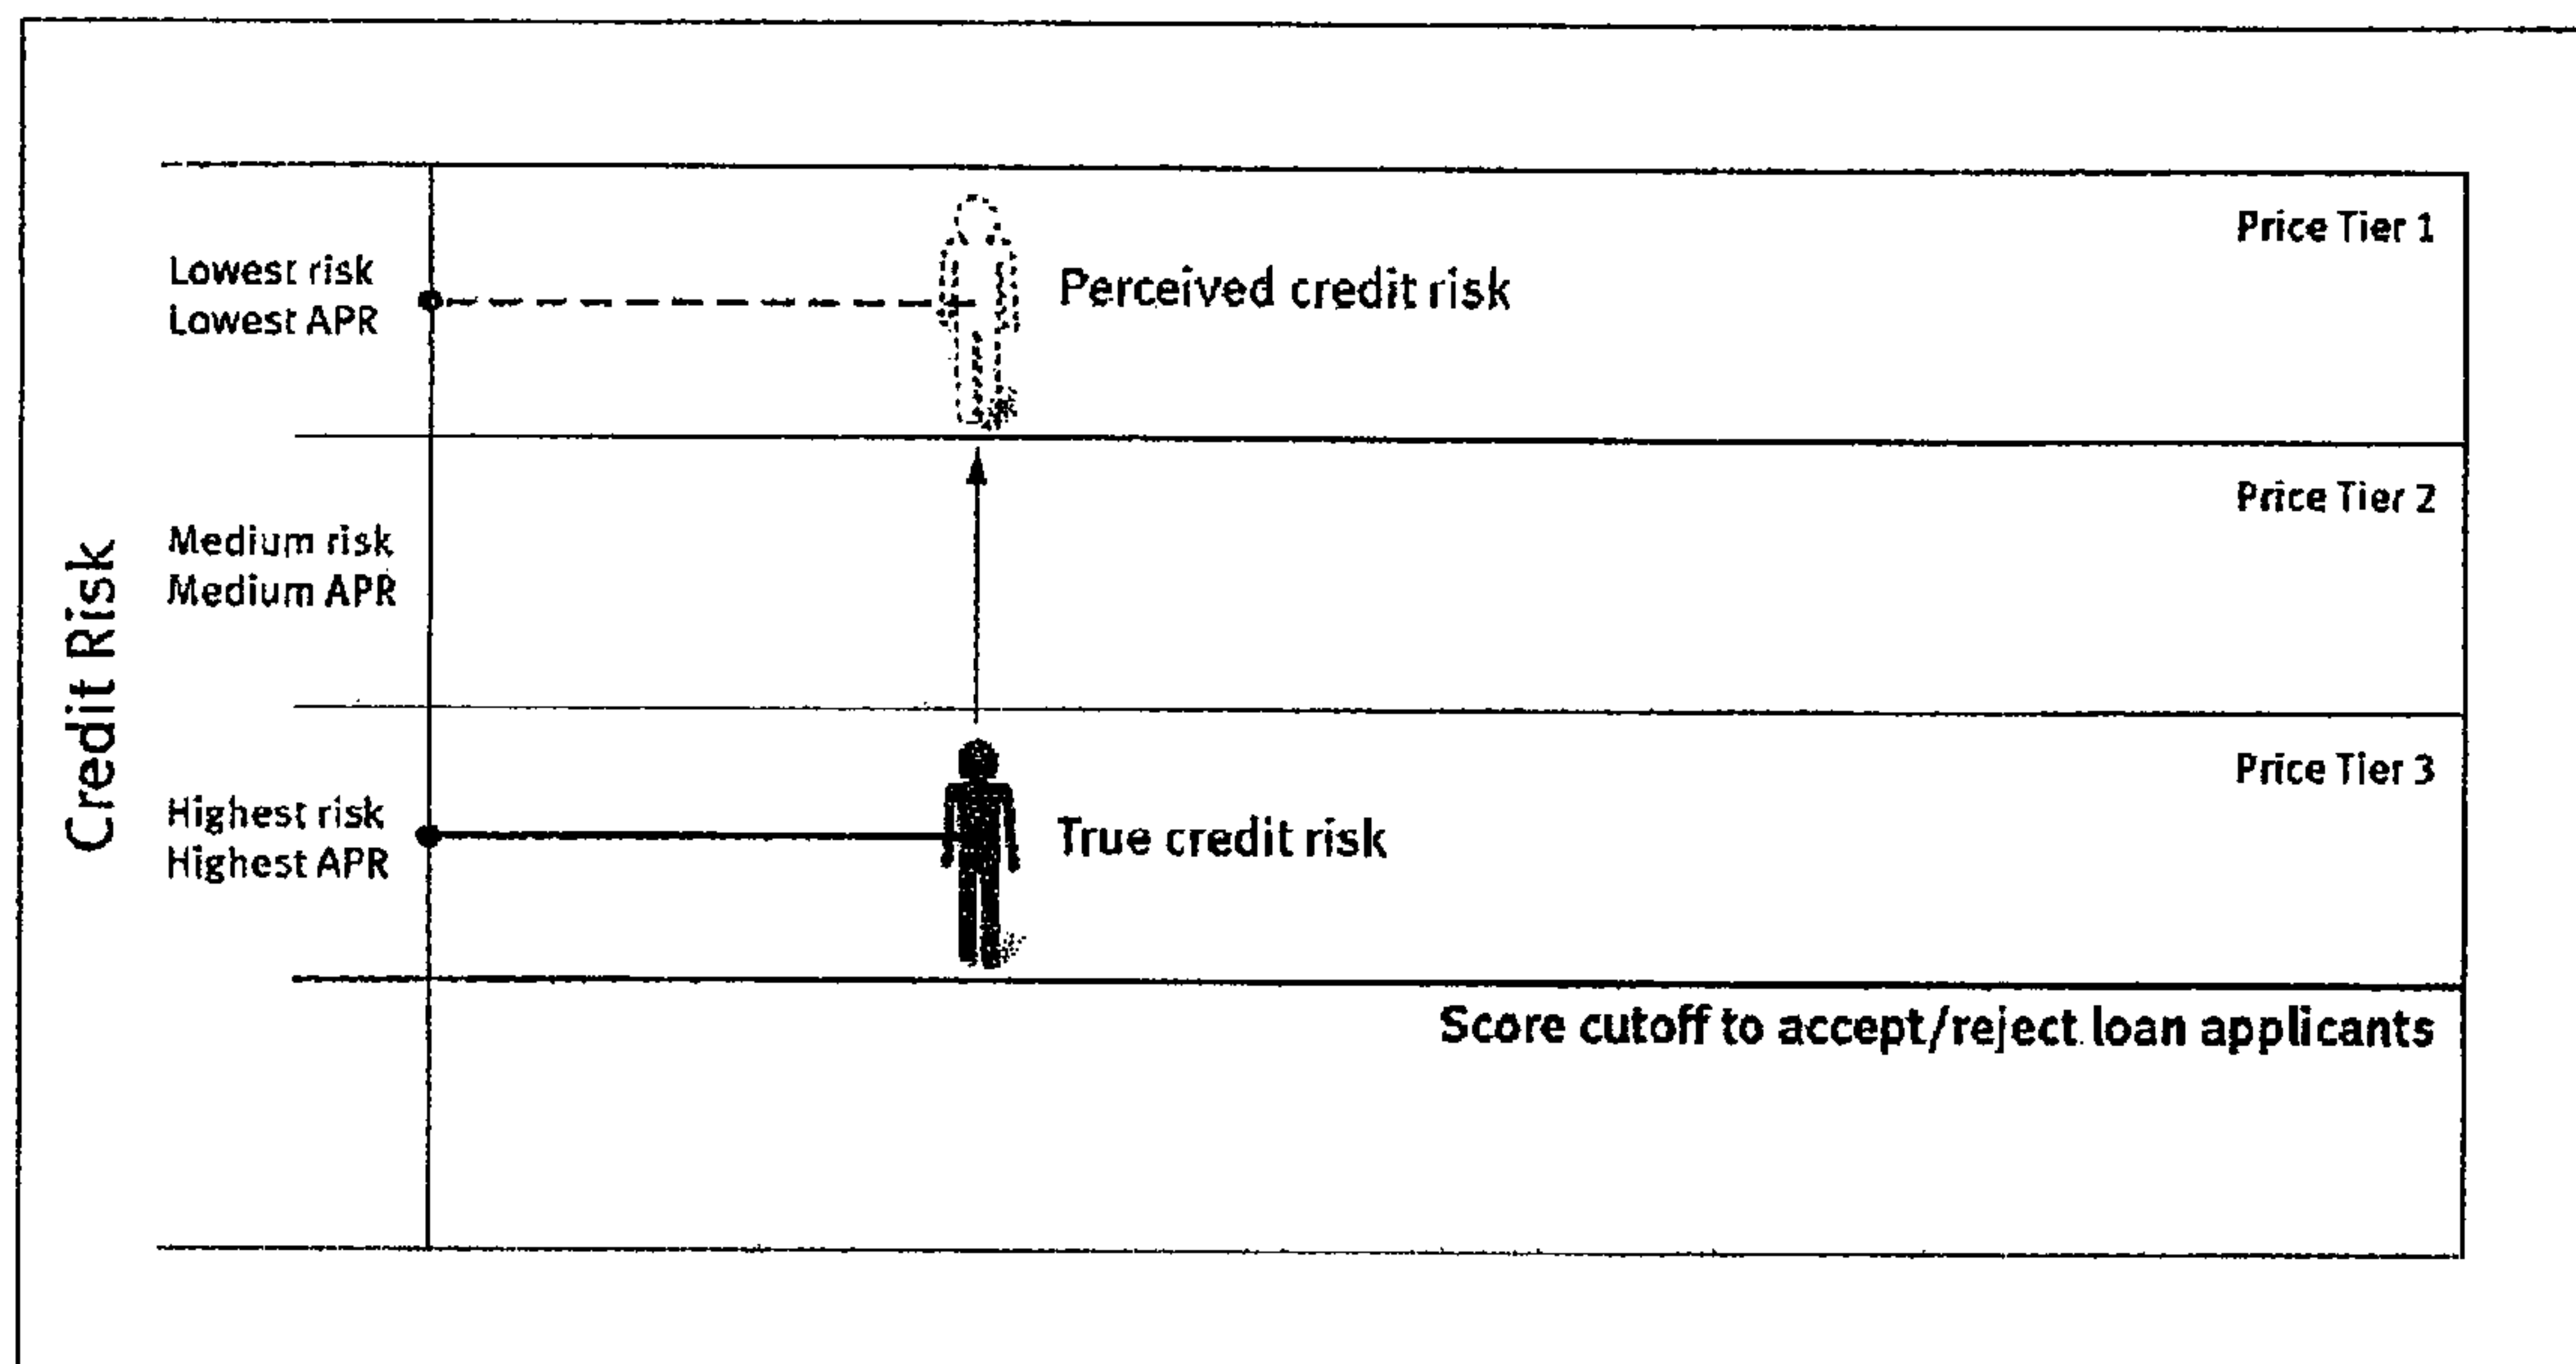 Price Tier 1
Lowest risk
Lowest APR
Perceived credit risk
Price Tier 2
Medium risk
Medium APR
Credit Risk
Price Tier 3
Highest risk
Highest APR
True credit risk
Score cutoff to accept/reject loan applicants